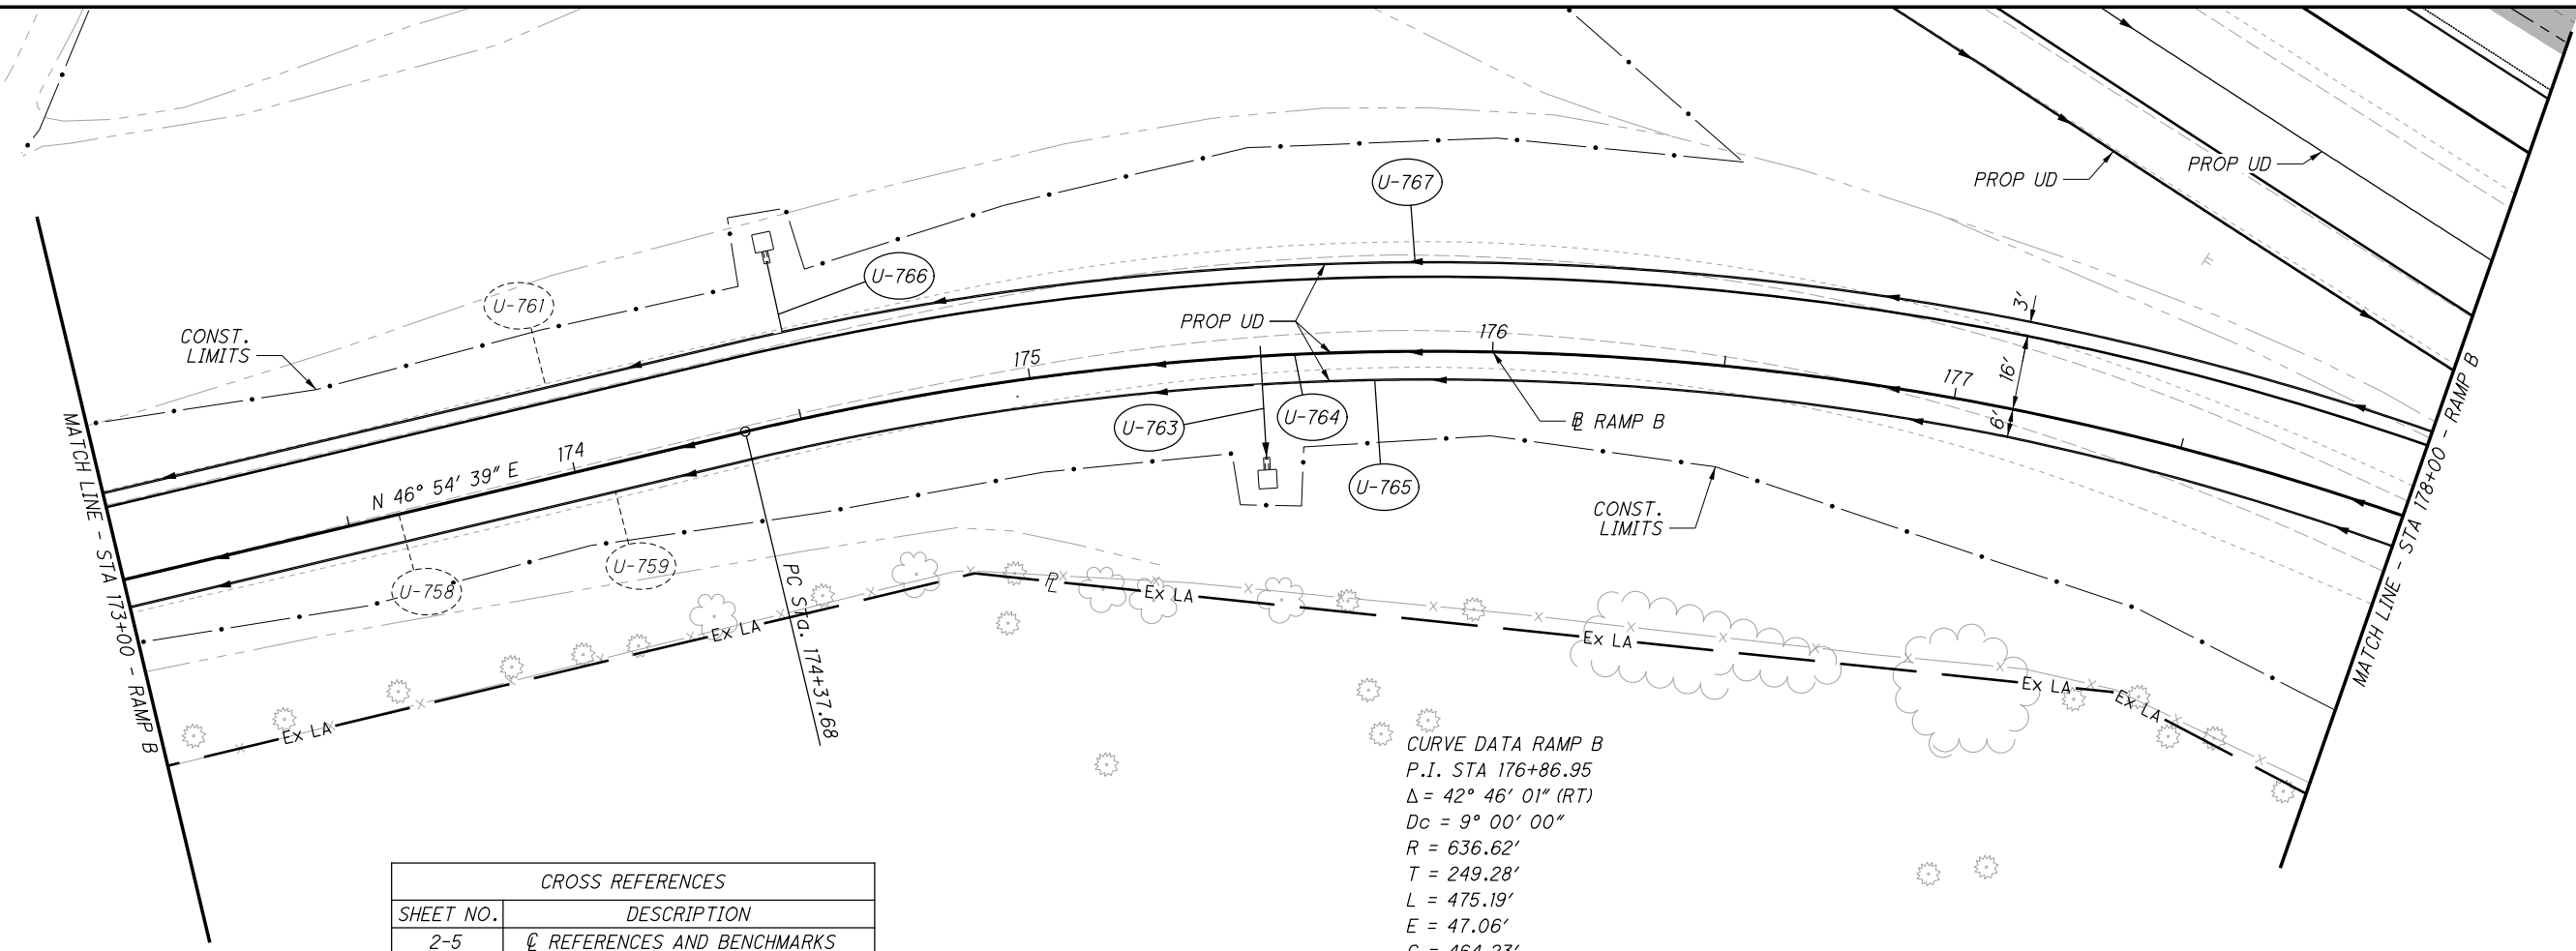 U-767
PROP UD
PROP UD
U-766
U-761
3'
CONST.
LIMITS
PROP UD
176
175
177
16'
6'
U-763
U-764
℄ RAMP B
174
N 46° 54' 39" E
U-765
CONST.
LIMITS
U-759
U-758
PC Sta. 174+37.68
MATCH LINE - STA 173+00 - RAMP B
MATCH LINE - STA 178+00 - RAMP B
PL
Ex LA
Ex LA
Ex LA
Ex LA
Ex LA
Ex LA
CURVE DATA RAMP B
P.I. STA 176+86.95
Δ = 42° 46' 01" (RT)
Dc = 9° 00' 00"
R = 636.62'
T = 249.28'
L = 475.19'
E = 47.06'
C = 464.23'
CROSS REFERENCES
SHEET NO. DESCRIPTION
2-5 ℄ REFERENCES AND BENCHMARKS